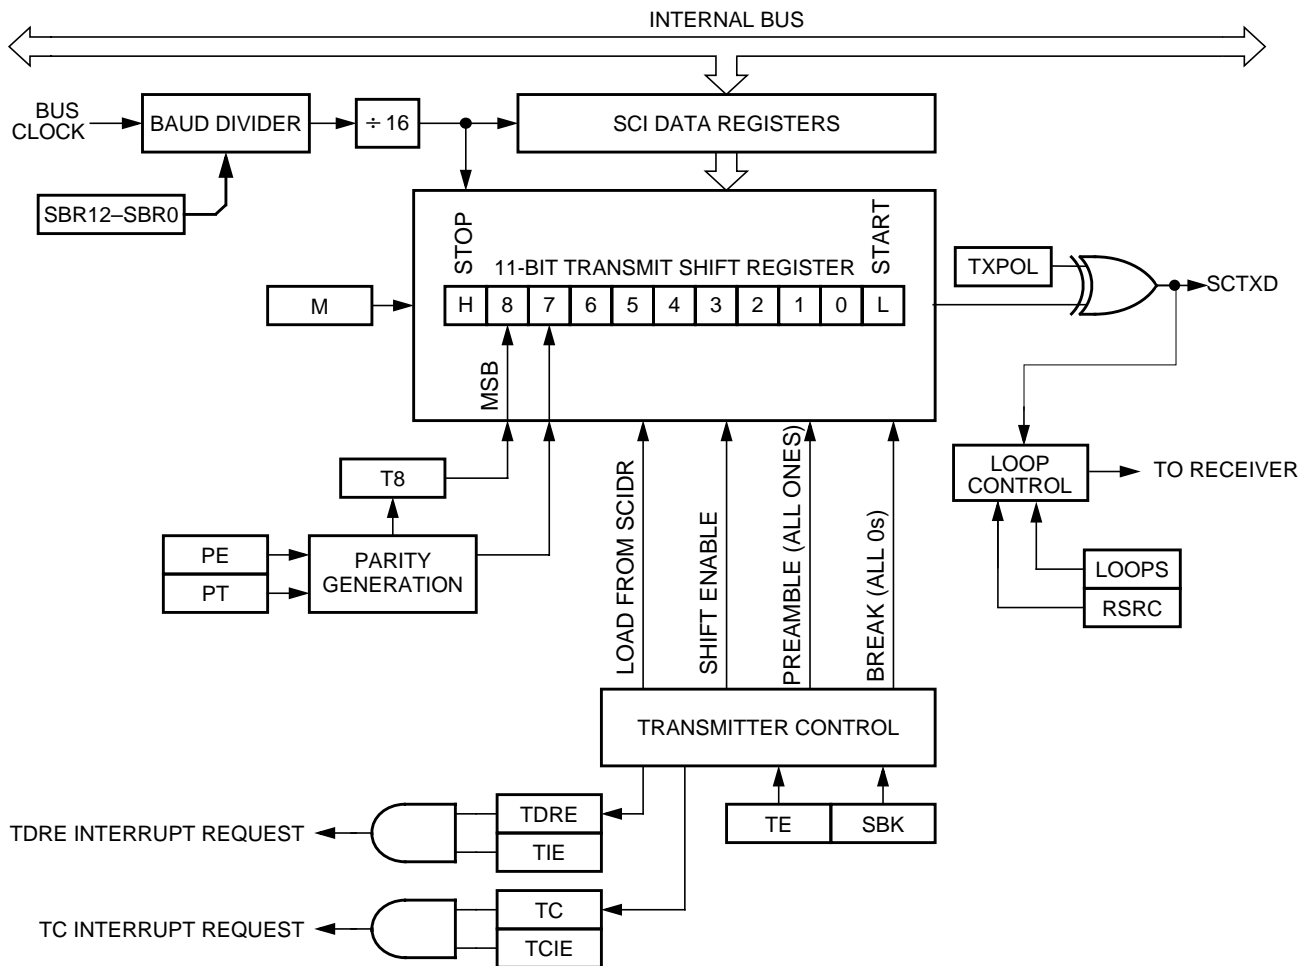 INTERNAL BUS
BUS
CLOCK
BAUD DIVIDER
÷ 16
SCI DATA REGISTERS
SBR12–SBR0
STOP
START
11-BIT TRANSMIT SHIFT REGISTER
H 8 7 6 5 4 3 2 1 0 L
M
MSB
TXPOL
SCTXD
T8
PE
PT
PARITY
GENERATION
LOAD FROM SCIDR
SHIFT ENABLE
PREAMBLE (ALL ONES)
BREAK (ALL 0s)
LOOP
CONTROL
TO RECEIVER
LOOPS
RSRC
TRANSMITTER CONTROL
TE
SBK
TDRE INTERRUPT REQUEST
TDRE
TIE
TC INTERRUPT REQUEST
TC
TCIE